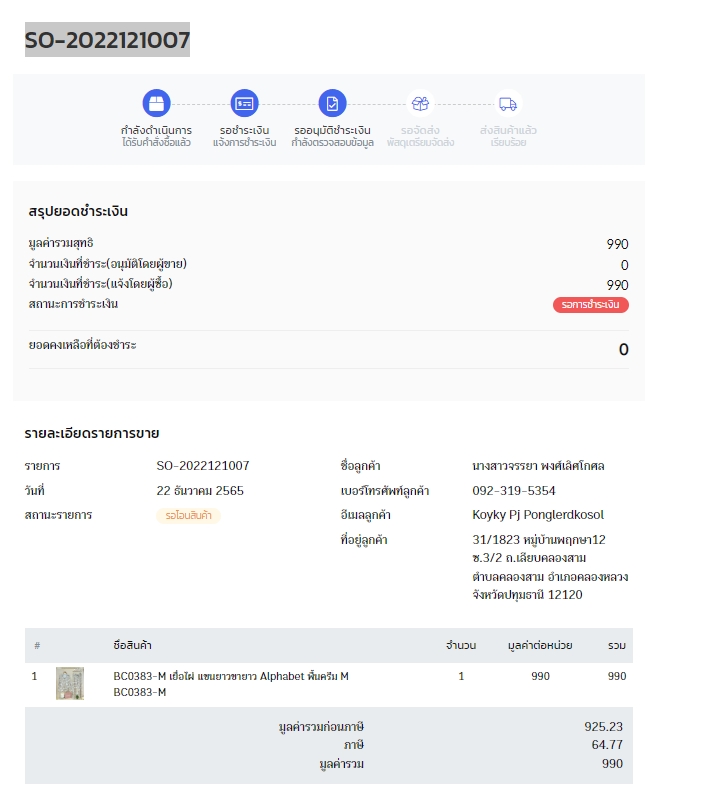 SO-2022121007
กำลังดำเนินการ รอชำระเงิน รออนุมัติชำระเงิน รอจัดส่ง ส่งสินค้าแล้ว
ได้รับคำสั่งซื้อแล้ว แจ้งการชำระเงิน กำลังตรวจสอบข้อมูล พัสดุเตรียมจัดส่ง เรียบร้อย
สรุปยอดชำระเงิน
มูลค่ารวมสุทธิ 990
จำนวนเงินที่ชำระ(อนุมัติโดยผู้ขาย) 0
จำนวนเงินที่ชำระ(แจ้งโดยผู้ซื้อ) 990
สถานะการชำระเงิน รอการชำระเงิน
ยอดคงเหลือที่ต้องชำระ 0
รายละเอียดรายการขาย
รายการ SO-2022121007 ชื่อลูกค้า นางสาวจรรยา พงศ์เลิศโกศล
วันที่ 22 ธันวาคม 2565 เบอร์โทรศัพท์ลูกค้า 092-319-5354
สถานะรายการ รอโอนสินค้า อีเมลลูกค้า Koyky Pj Ponglerdkosol
ที่อยู่ลูกค้า 31/1823 หมู่บ้านพฤกษา12
ซ.3/2 ถ.เลียบคลองสาม
ตำบลคลองสาม อำเภอคลองหลวง
จังหวัดปทุมธานี 12120
# ชื่อสินค้า จำนวน มูลค่าต่อหน่วย รวม
1 BC0383-M เยื่อไผ่ แขนยาวขายาว Alphabet พื้นครีม M 1 990 990
BC0383-M
มูลค่ารวมก่อนภาษี 925.23
ภาษี 64.77
มูลค่ารวม 990